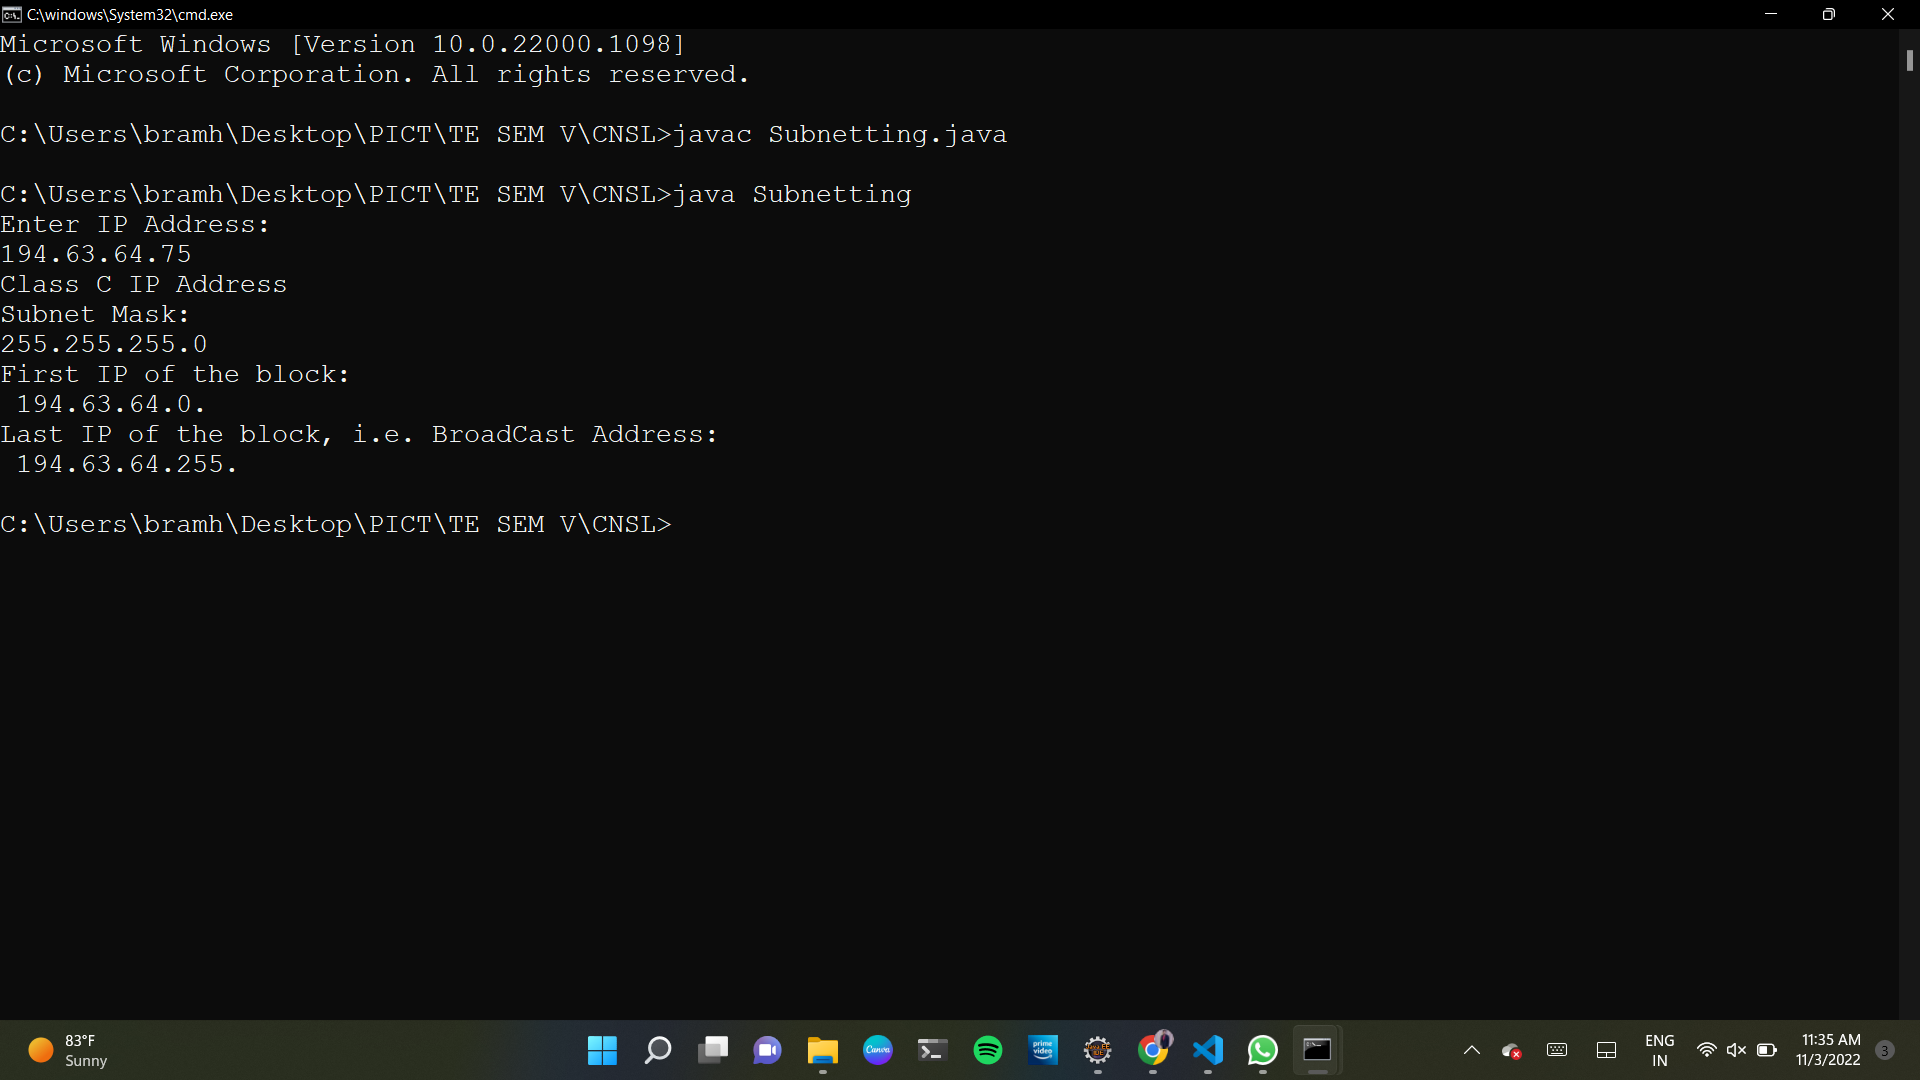 C:\windows\System32\cmd.exe
Microsoft Windows [Version 10.0.22000.1098]
(c) Microsoft Corporation. All rights reserved.
C:\Users\bramh\Desktop\PICT\TE SEM V\CNSL>javac Subnetting.java
C:\Users\bramh\Desktop\PICT\TE SEM V\CNSL>java Subnetting
Enter IP Address:
194.63.64.75
Class C IP Address
Subnet Mask:
255.255.255.0
First IP of the block:
 194.63.64.0.
Last IP of the block, i.e. BroadCast Address:
 194.63.64.255.
C:\Users\bramh\Desktop\PICT\TE SEM V\CNSL>
83°F
Sunny
Canva
prime video
ENG
IN
11:35 AM
11/3/2022
3